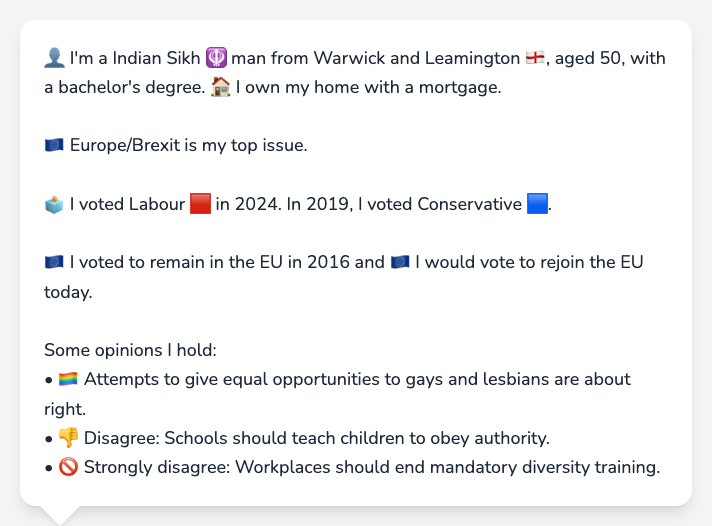 👤 I'm a Indian Sikh 🪯 man from Warwick and Leamington 🏴󠁧󠁢󠁥󠁮󠁧󠁿, aged 50, with
a bachelor's degree. 🏠 I own my home with a mortgage.
🇪🇺 Europe/Brexit is my top issue.
🗳️ I voted Labour 🟥 in 2024. In 2019, I voted Conservative 🟦.
🇪🇺 I voted to remain in the EU in 2016 and 🇪🇺 I would vote to rejoin the EU
today.
Some opinions I hold:
• 🏳️‍🌈 Attempts to give equal opportunities to gays and lesbians are about
right.
• 👎 Disagree: Schools should teach children to obey authority.
• 🚫 Strongly disagree: Workplaces should end mandatory diversity training.